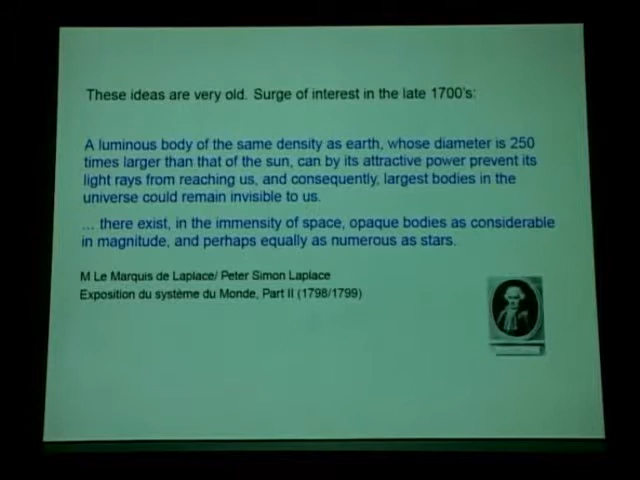 These ideas are very old. Surge of interest in the late 1700's:
A luminous body of the same density as earth, whose diameter is 250
times larger than that of the sun, can by its attractive power prevent its
light rays from reaching us, and consequently, largest bodies in the
universe could remain invisible to us.
... there exist, in the immensity of space, opaque bodies as considerable
in magnitude, and perhaps equally as numerous as stars.
M Le Marquis de Laplace/ Peter Simon Laplace
Exposition du système du Monde, Part II (1798/1799)